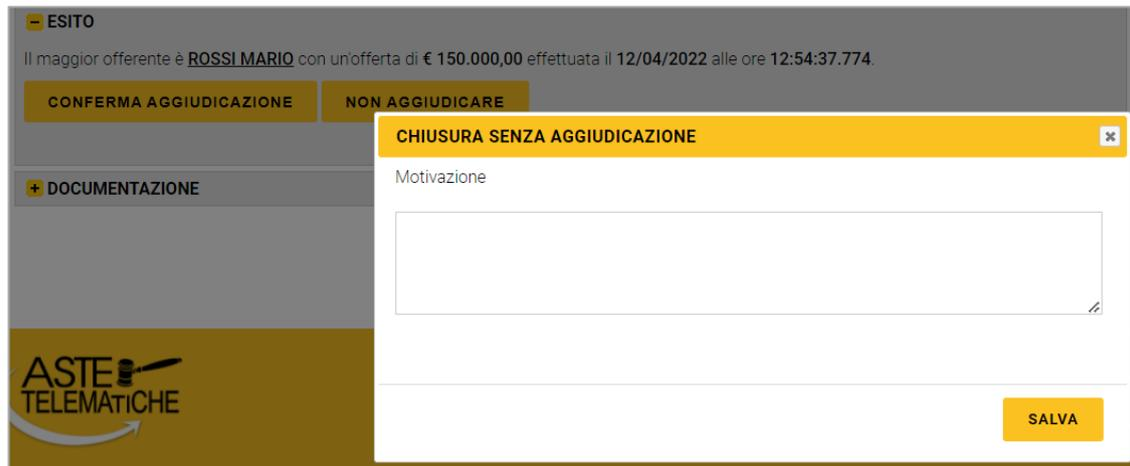 ESITO
Il maggior offerente è ROSSI MARIO con un'offerta di € 150.000,00 effettuata il 12/04/2022 alle ore 12:54:37.774.
CONFERMA AGGIUDICAZIONE NON AGGIUDICARE
CHIUSURA SENZA AGGIUDICAZIONE
Motivazione
DOCUMENTAZIONE
ASTE
TELEMATICHE
SALVA